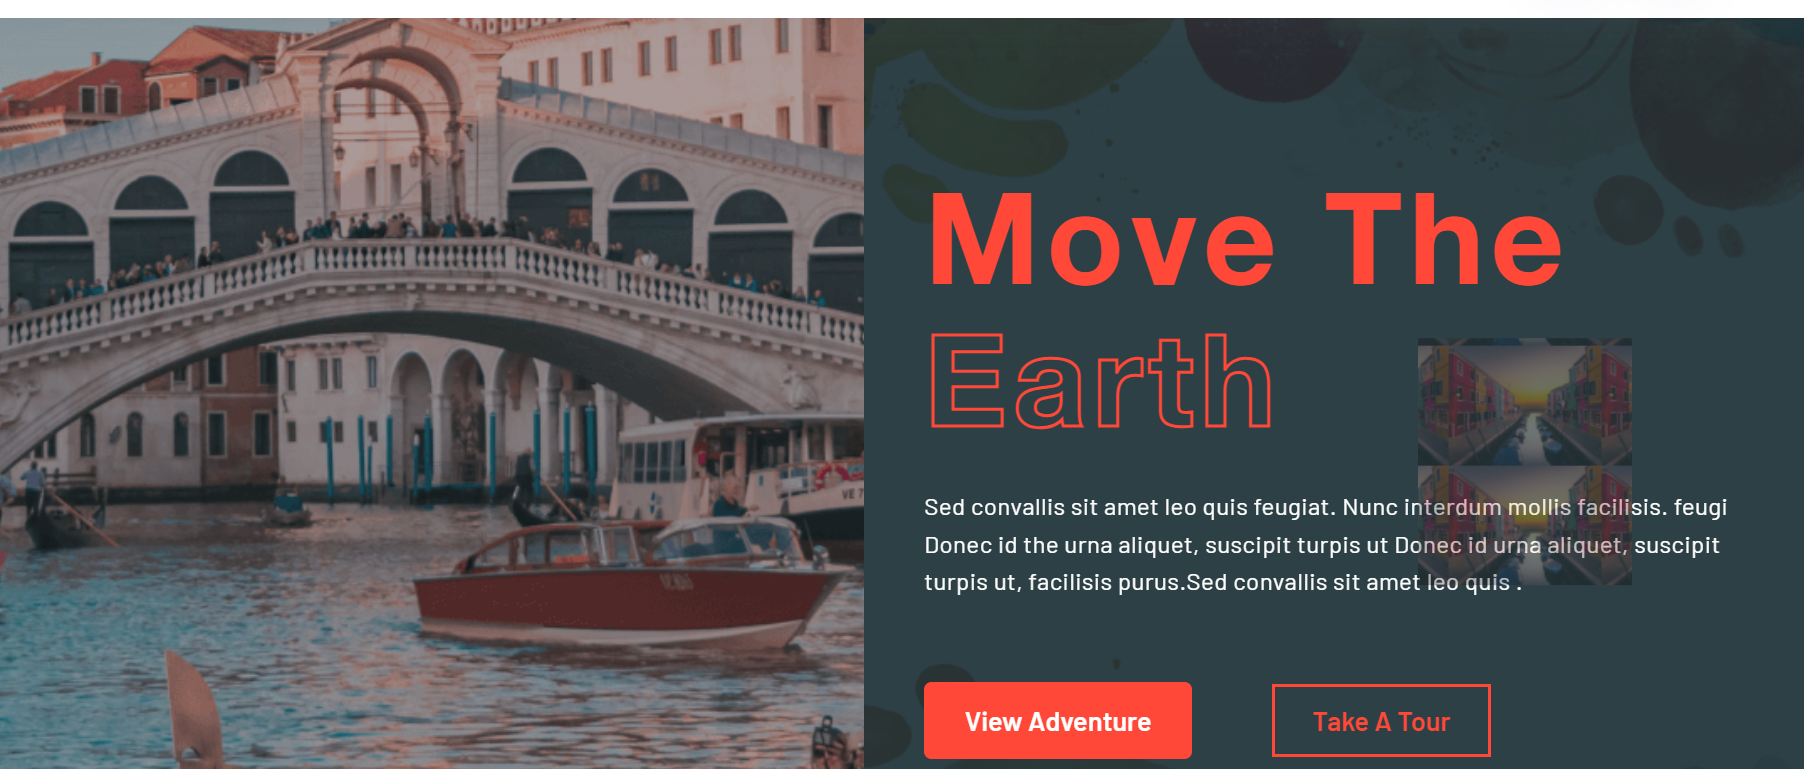 Move The
Earth
Sed convallis sit amet leo quis feugiat. Nunc interdum mollis facilisis. feugi
Donec id the urna aliquet, suscipit turpis ut Donec id urna aliquet, suscipit
turpis ut, facilisis purus.Sed convallis sit amet leo quis .
View Adventure
Take A Tour
VE 7